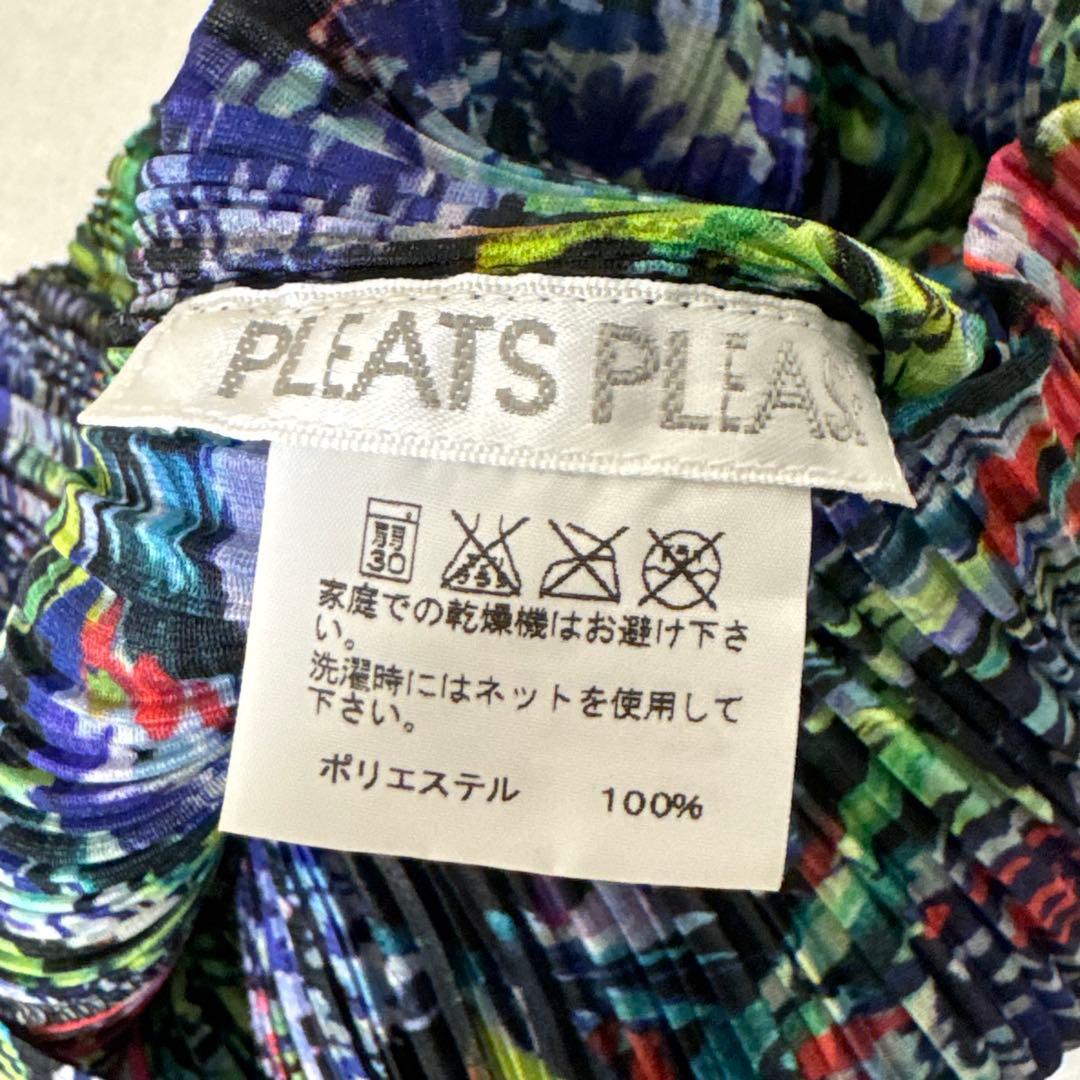 PLEATS PLEAS
弱
30
家庭での乾燥機はお避け下さ
い。
洗濯時にはネットを使用して
下さい。
ポリエステル 100%